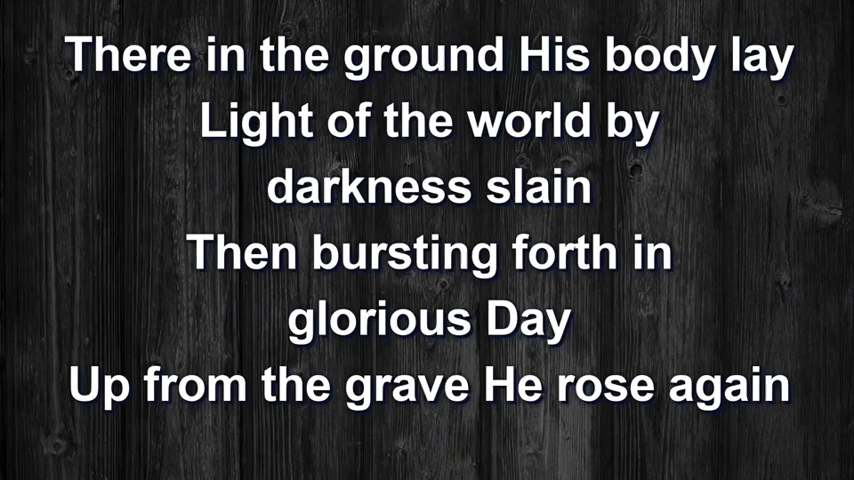 There in the ground His body lay
Light of the world by
darkness slain
Then bursting forth in
glorious Day
Up from the grave He rose again